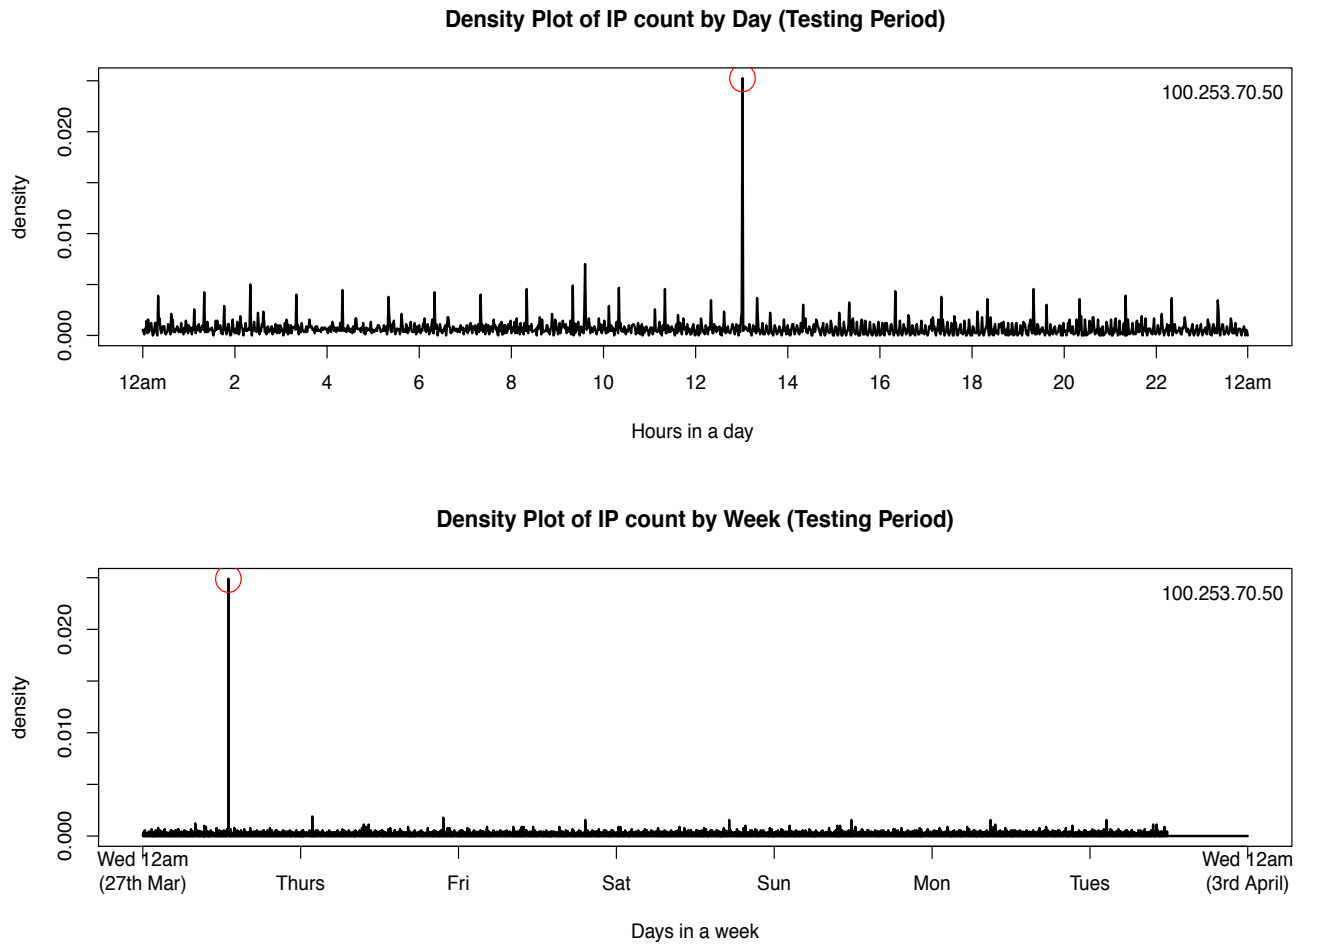 Density Plot of IP count by Day (Testing Period)
100.253.70.50
density
0.020
0.010
0.000
12am 2 4 6 8 10 12 14 16 18 20 22 12am
Hours in a day
Density Plot of IP count by Week (Testing Period)
100.253.70.50
density
0.020
0.010
0.000
Wed 12am Wed 12am
(27th Mar) Thurs Fri Sat Sun Mon Tues (3rd April)
Days in a week